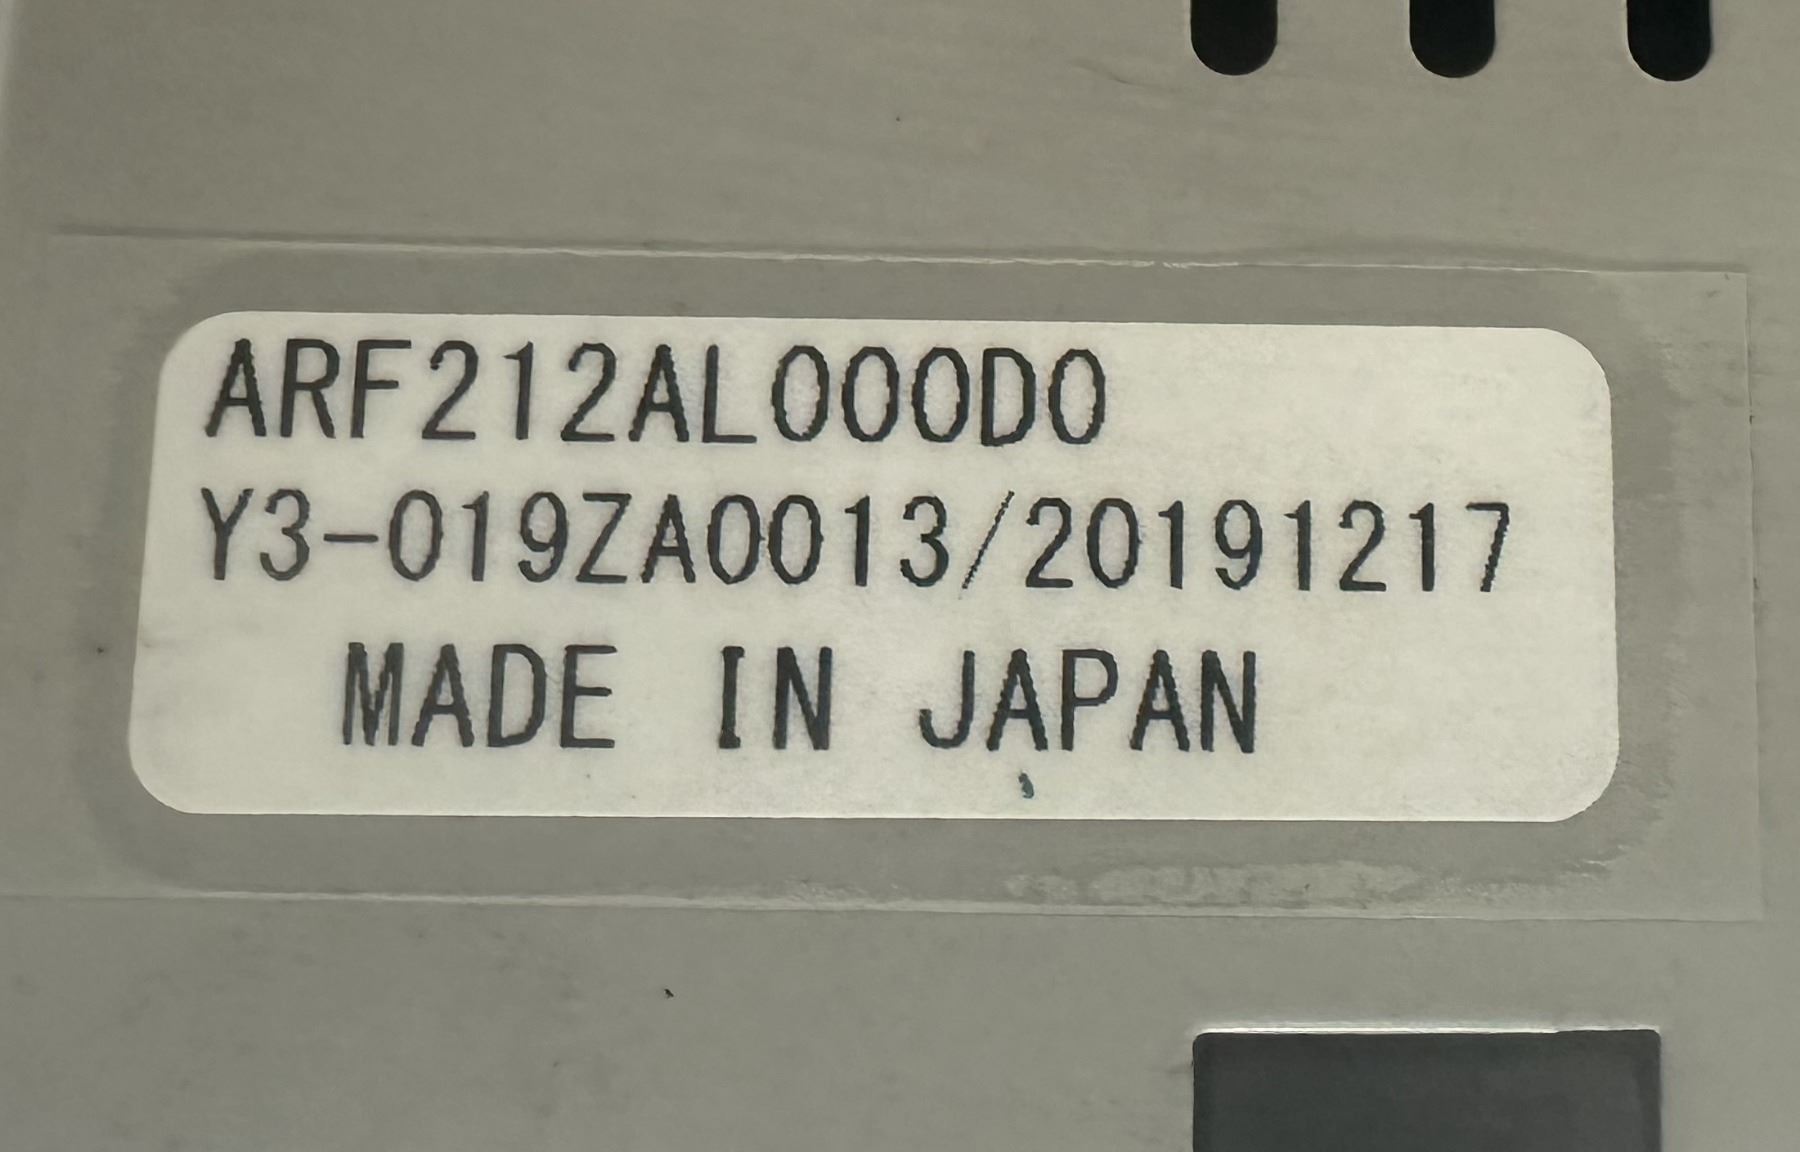 ARF212AL000D0
Y3-019ZA0013/20191217
MADE IN JAPAN